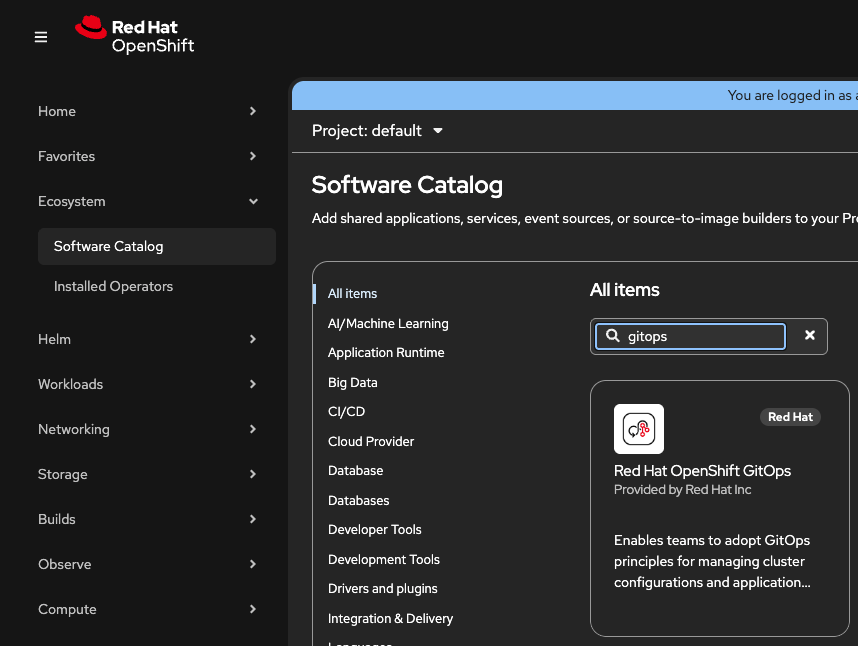 Red Hat
OpenShift
Home
Favorites
Ecosystem
Software Catalog
Installed Operators
Helm
Workloads
Networking
Storage
Builds
Observe
Compute
You are logged in as a
Project: default
Software Catalog
Add shared applications, services, event sources, or source-to-image builders to your Pro
All items
AI/Machine Learning
Application Runtime
Big Data
CI/CD
Cloud Provider
Database
Databases
Developer Tools
Development Tools
Drivers and plugins
Integration & Delivery
Languages
All items
gitops
Red Hat
Red Hat OpenShift GitOps
Provided by Red Hat Inc
Enables teams to adopt GitOps
principles for managing cluster
configurations and application...